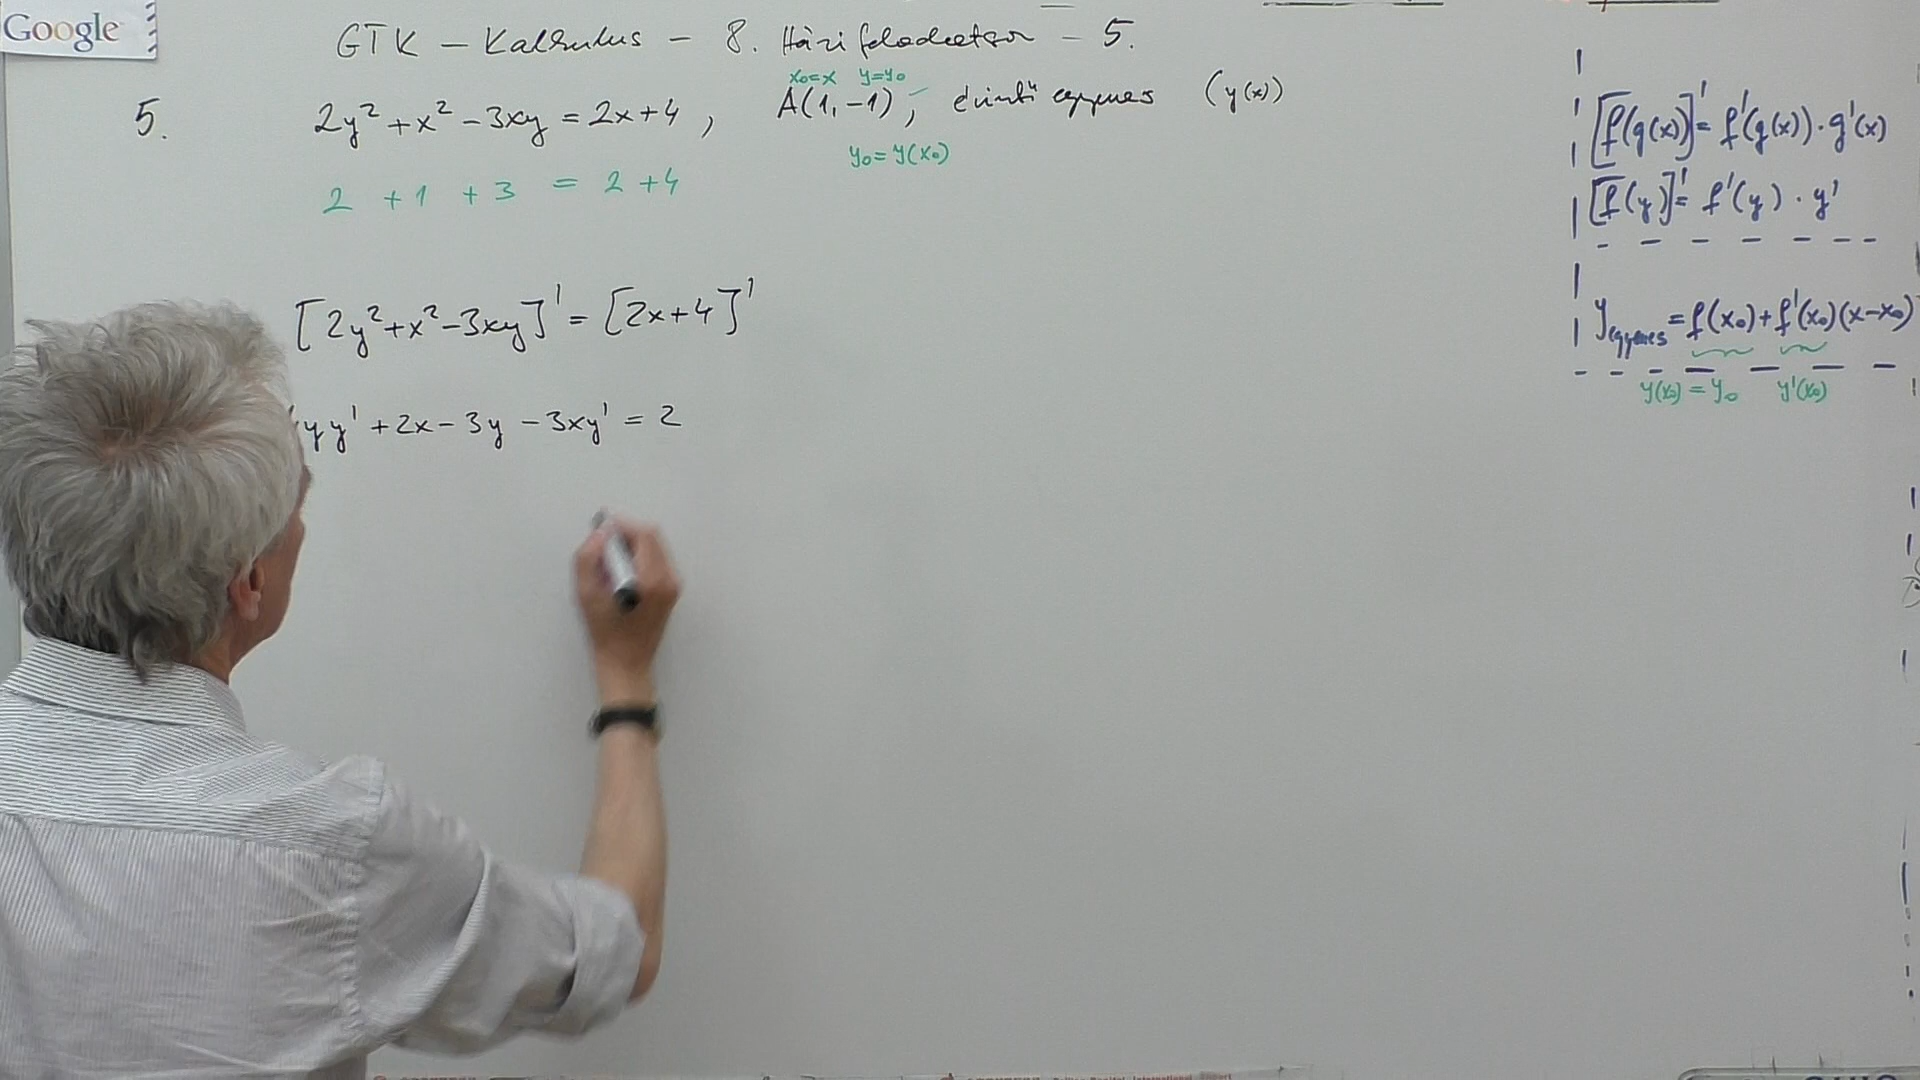 Google
GTK – Kalkulus – 8. Házi feladatsor – 5.
x₀=x y=y₀
5. 2y² + x² − 3xy = 2x+4 , A(1,−1) , érintő egyenes (y(x))
y₀=y(x₀)
2 + 1 + 3 = 2 + 4
[2y²+x²−3xy]' = [2x+4]'
yy' + 2x − 3y − 3xy' = 2
[f(g(x))]' = f'(g(x))·g'(x)
[f(y)]' = f'(y)·y'
y egyenes = f(x₀)+f'(x₀)(x−x₀)
y(x₀) = y₀ y'(x₀)